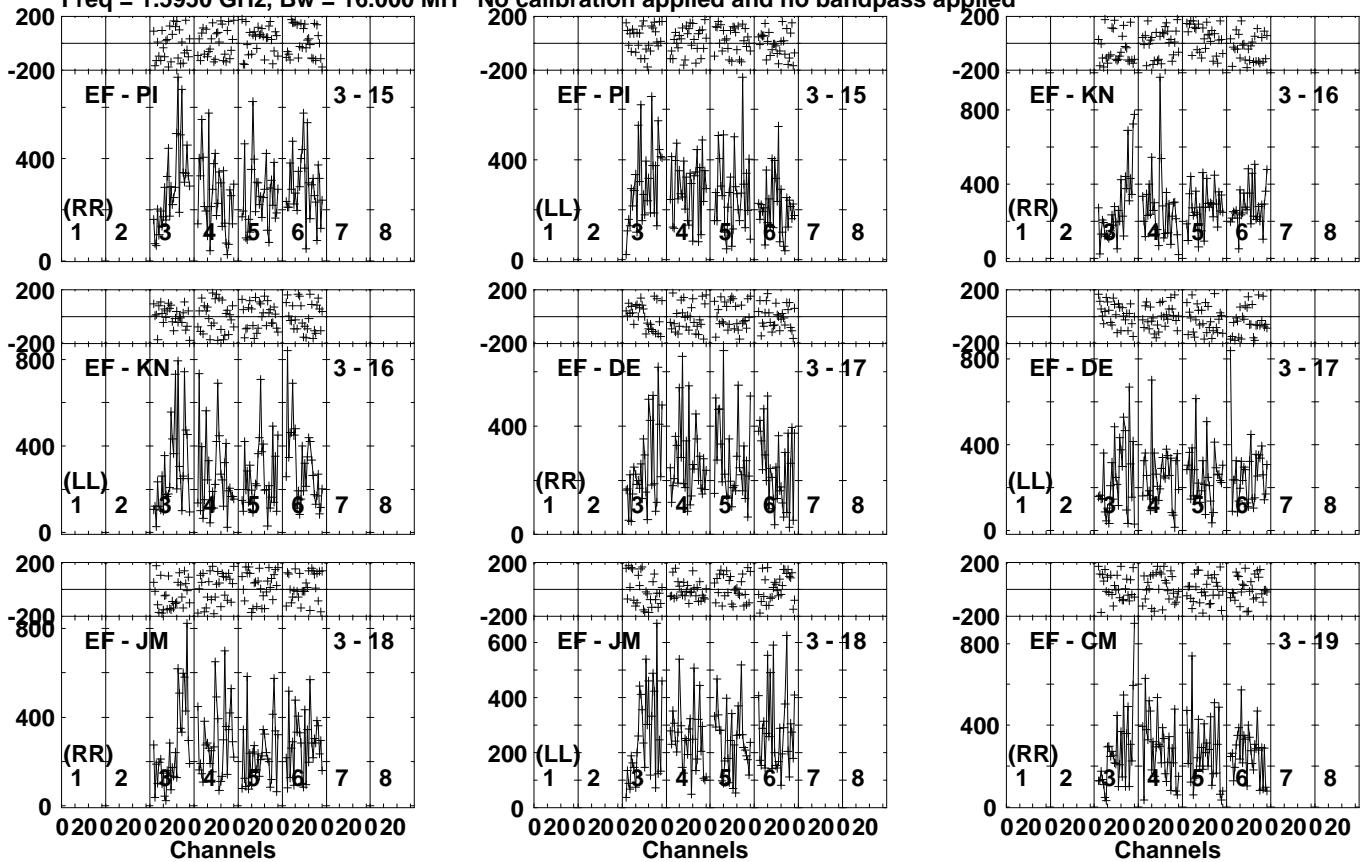 Freq = 1.5950 GHz, Bw = 16.000 MH No calibration applied and no bandpass applied
200 200 200
-200 -200 -200
EF - PI 3 - 15 EF - PI 3 - 15 EF - KN 3 - 16
800
400 400 400
(RR) (LL) (RR)
1 2 3 4 5 6 7 8 1 2 3 4 5 6 7 8 1 2 3 4 5 6 7 8
0 0 0
200 200 200
-200 -200 -200
800 800
EF - KN 3 - 16 EF - DE 3 - 17 EF - DE 3 - 17
400 400 400
(LL) (RR) (LL)
1 2 3 4 5 6 7 8 1 2 3 4 5 6 7 8 1 2 3 4 5 6 7 8
0 0 0
200 200 200
-200 -200 -200
800 600 800
EF - JM 3 - 18 EF - JM 3 - 18 EF - CM 3 - 19
400 400 400
200
(RR) (LL) (RR)
1 2 3 4 5 6 7 8 1 2 3 4 5 6 7 8 1 2 3 4 5 6 7 8
0 0 0
0 20 0 20 0 20 0 20 0 20 0 20 0 20 0 20 0 20 0 20 0 20 0 20 0 20 0 20 0 20 0 20 0 20 0 20 0 20 0 20 0 20 0 20 0 20 0 20
Channels Channels Channels